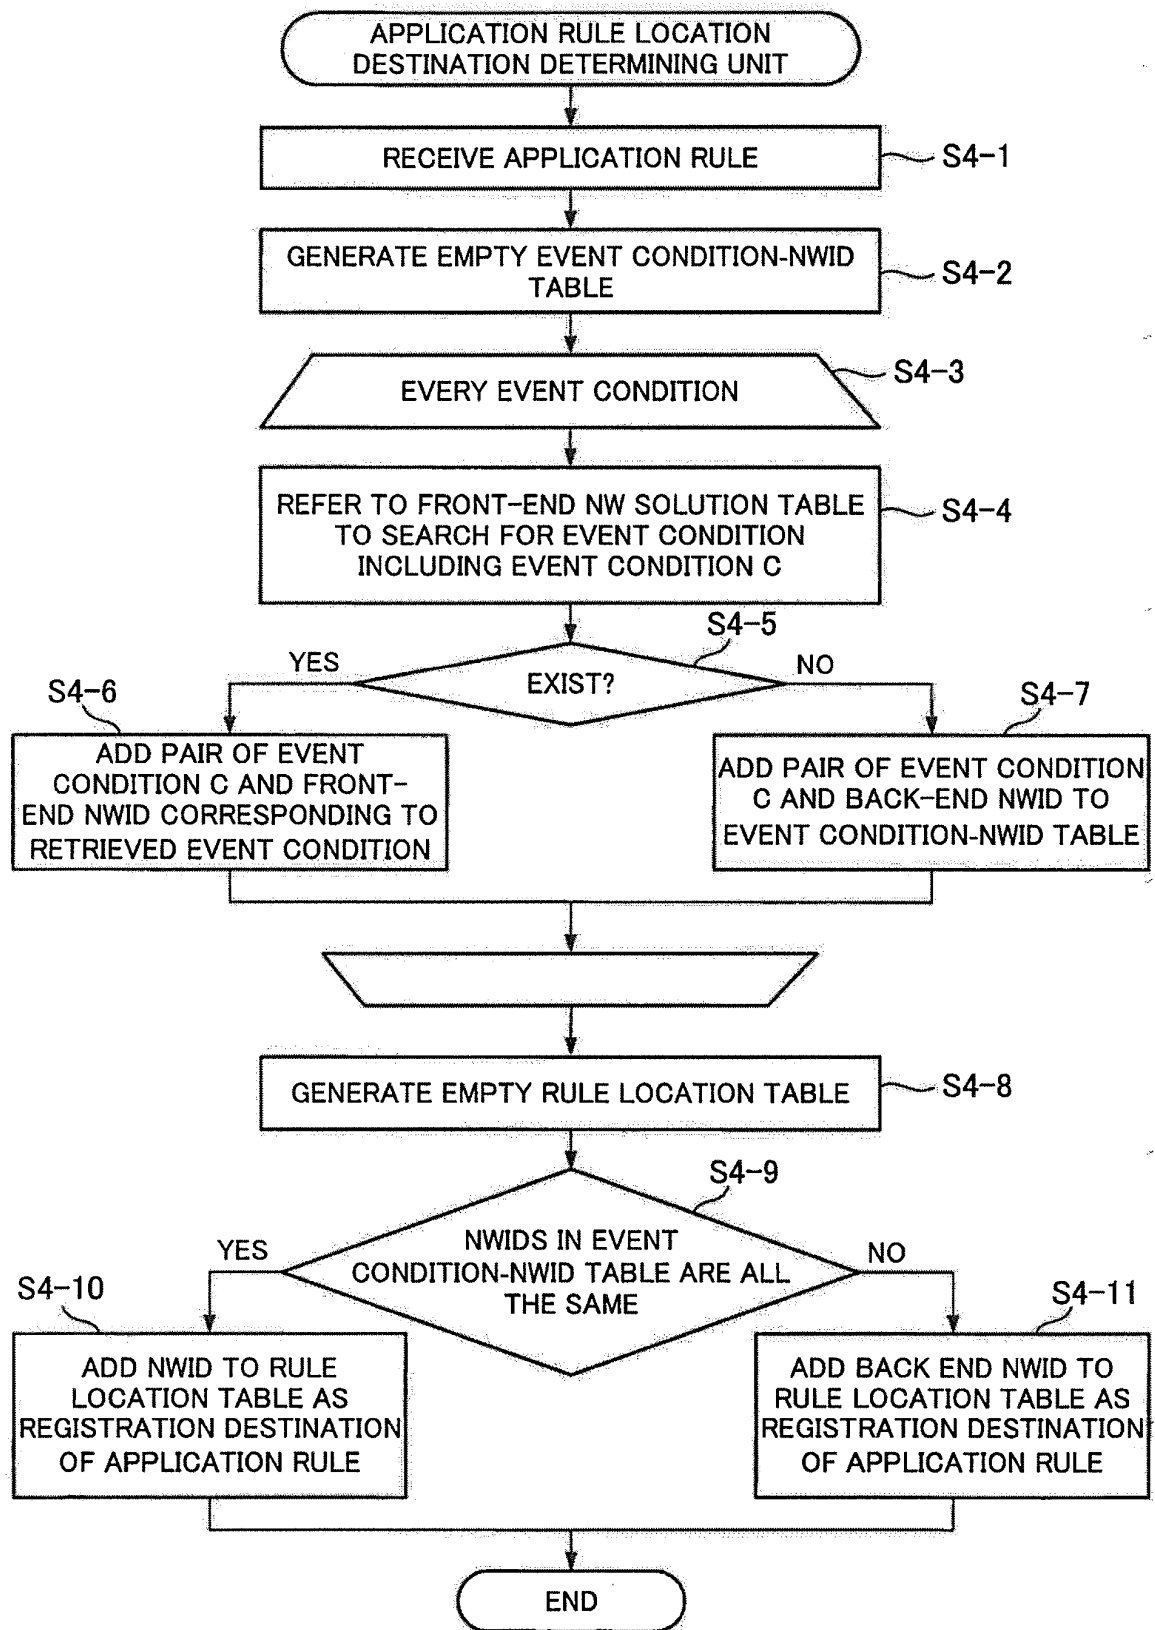 APPLICATION RULE LOCATION
DESTINATION DETERMINING UNIT
RECEIVE APPLICATION RULE
S4-1
GENERATE EMPTY EVENT CONDITION-NWID
TABLE
S4-2
EVERY EVENT CONDITION
S4-3
REFER TO FRONT-END NW SOLUTION TABLE
TO SEARCH FOR EVENT CONDITION
INCLUDING EVENT CONDITION C
S4-4
S4-5
EXIST?
YES
NO
S4-6
ADD PAIR OF EVENT
CONDITION C AND FRONT-
END NWID CORRESPONDING TO
RETRIEVED EVENT CONDITION
S4-7
ADD PAIR OF EVENT CONDITION
C AND BACK-END NWID TO
EVENT CONDITION-NWID TABLE
GENERATE EMPTY RULE LOCATION TABLE
S4-8
S4-9
NWIDS IN EVENT
CONDITION-NWID TABLE ARE ALL
THE SAME
YES
NO
S4-10
ADD NWID TO RULE
LOCATION TABLE AS
REGISTRATION DESTINATION
OF APPLICATION RULE
S4-11
ADD BACK END NWID TO
RULE LOCATION TABLE AS
REGISTRATION DESTINATION
OF APPLICATION RULE
END